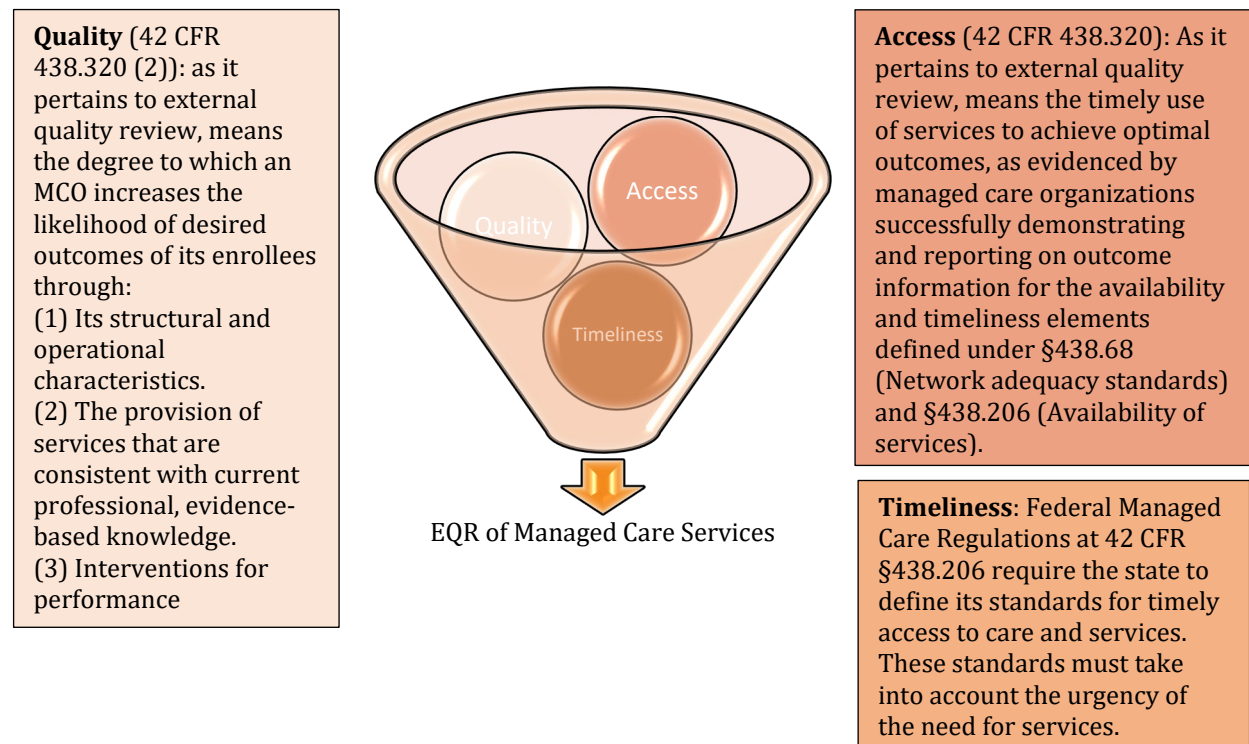 Quality (42 CFR
438.320 (2)): as it
pertains to external
quality review, means
the degree to which an
MCO increases the
likelihood of desired
outcomes of its enrollees
through:
(1) Its structural and
operational
characteristics.
(2) The provision of
services that are
consistent with current
professional, evidence-
based knowledge.
(3) Interventions for
performance
Quality
Access
Timeliness
EQR of Managed Care Services
Access (42 CFR 438.320): As it
pertains to external quality
review, means the timely use
of services to achieve optimal
outcomes, as evidenced by
managed care organizations
successfully demonstrating
and reporting on outcome
information for the availability
and timeliness elements
defined under §438.68
(Network adequacy standards)
and §438.206 (Availability of
services).
Timeliness: Federal Managed
Care Regulations at 42 CFR
§438.206 require the state to
define its standards for timely
access to care and services.
These standards must take
into account the urgency of
the need for services.